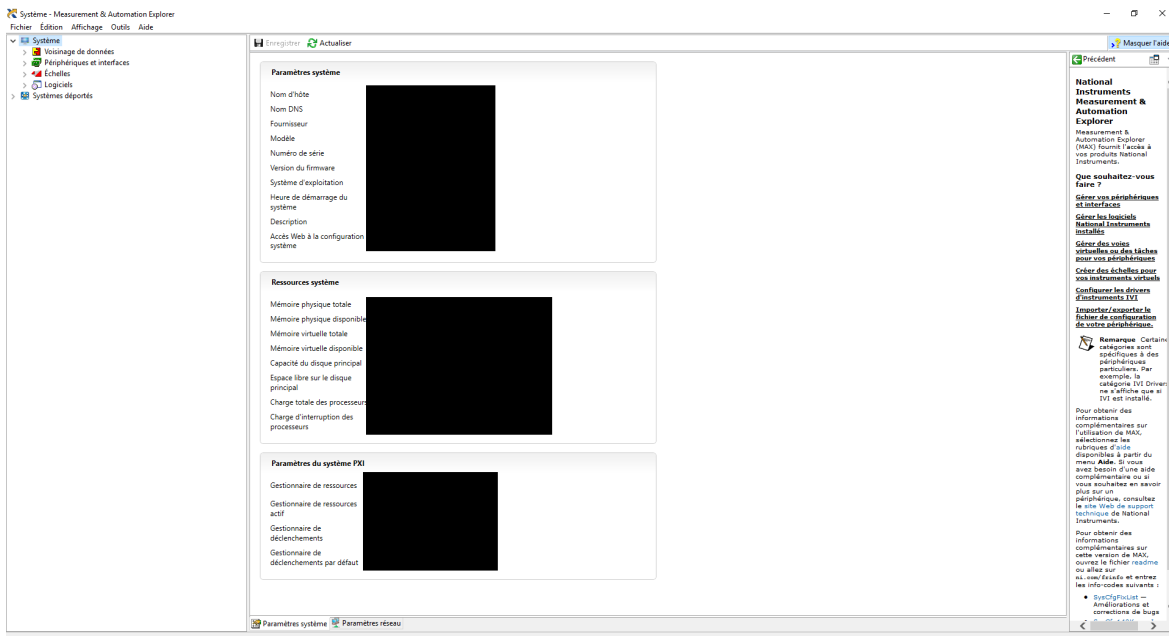 Système - Measurement & Automation Explorer
Fichier Édition Affichage Outils Aide
Système
Voisinage de données
Périphériques et interfaces
Échelles
Logiciels
Systèmes déportés
Enregistrer Actualiser
Masquer l'aide
Paramètres système
Nom d'hôte
Nom DNS
Fournisseur
Modèle
Numéro de série
Version du firmware
Système d'exploitation
Heure de démarrage du
système
Description
Accès Web à la configuration
système
Ressources système
Mémoire physique totale
Mémoire physique disponible
Mémoire virtuelle totale
Mémoire virtuelle disponible
Capacité du disque principal
Espace libre sur le disque
principal
Charge totale des processeurs
Charge d'interruption des
processeurs
Paramètres du système PXI
Gestionnaire de ressources
Gestionnaire de ressources
actif
Gestionnaire de
déclenchements
Gestionnaire de
déclenchements par défaut
Paramètres système Paramètres réseau
Précédent
National
Instruments
Measurement &
Automation
Explorer
Measurement &
Automation Explorer
(MAX) fournit l'accès à
vos produits National
Instruments.
Que souhaitez-vous
faire ?
Gérer vos périphériques
et interfaces
Gérer les logiciels
National Instruments
installés
Gérer des voies
virtuelles ou des tâches
pour vos périphériques
Créer des échelles pour
vos instruments virtuels
Configurer les drivers
d'instruments IVI
Importer/exporter le
fichier de configuration
de votre périphérique.
Remarque Certaine
catégories sont
spécifiques à des
périphériques
particuliers. Par
exemple, la
catégorie IVI Driver
ne s'affiche que si
IVI est installé.
Pour obtenir des
informations
complémentaires sur
l'utilisation de MAX,
sélectionnez les
rubriques d'aide
disponibles à partir du
menu Aide. Si vous
avez besoin d'une aide
complémentaire ou si
vous souhaitez en savoir
plus sur un
périphérique, consultez
le site Web de support
technique de National
Instruments.
Pour obtenir des
informations
complémentaires sur
cette version de MAX,
ouvrez le fichier readme
ou allez sur
ni.com/frinfo et entrez
les info-codes suivants :
SysCfgFixList —
Améliorations et
corrections de bugs